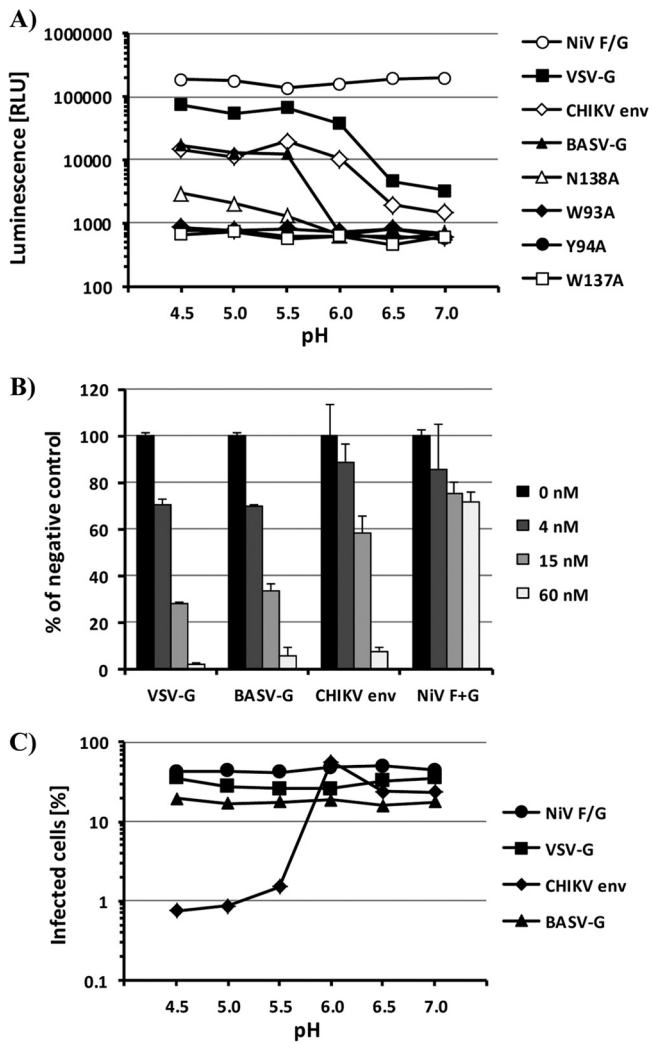 A)
1000000
100000
10000
1000
100
Luminescence [RLU]
4.5 5.0 5.5 6.0 6.5 7.0
pH
NiV F/G
VSV-G
CHIKV env
BASV-G
N138A
W93A
Y94A
W137A
B)
120
100
80
60
40
20
0
% of negative control
VSV-G BASV-G CHIKV env NiV F+G
0 nM
4 nM
15 nM
60 nM
C)
100
10
1
0.1
Infected cells [%]
4.5 5.0 5.5 6.0 6.5 7.0
pH
NiV F/G
VSV-G
CHIKV env
BASV-G